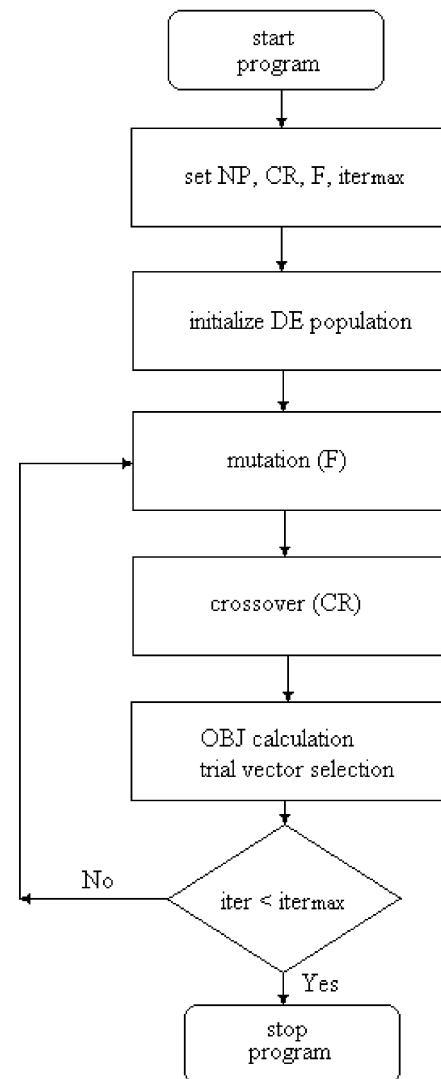 start
program
set NP, CR, F, itermax
initialize DE population
mutation (F)
crossover (CR)
OBJ calculation
trial vector selection
No
iter < itermax
Yes
stop
program